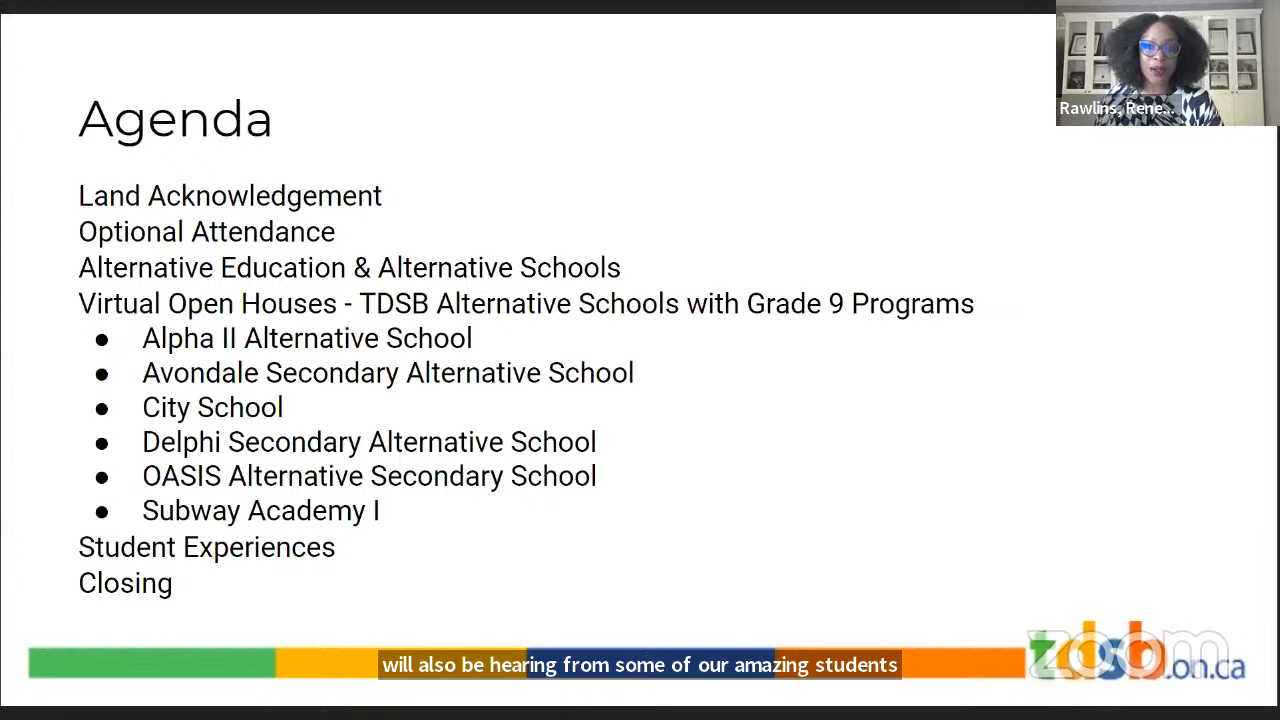 Agenda
Rawlins, Rene...
Land Acknowledgement
Optional Attendance
Alternative Education & Alternative Schools
Virtual Open Houses - TDSB Alternative Schools with Grade 9 Programs
● Alpha II Alternative School
● Avondale Secondary Alternative School
● City School
● Delphi Secondary Alternative School
● OASIS Alternative Secondary School
● Subway Academy I
Student Experiences
Closing
will also be hearing from some of our amazing students
tdsb.on.ca
zoom